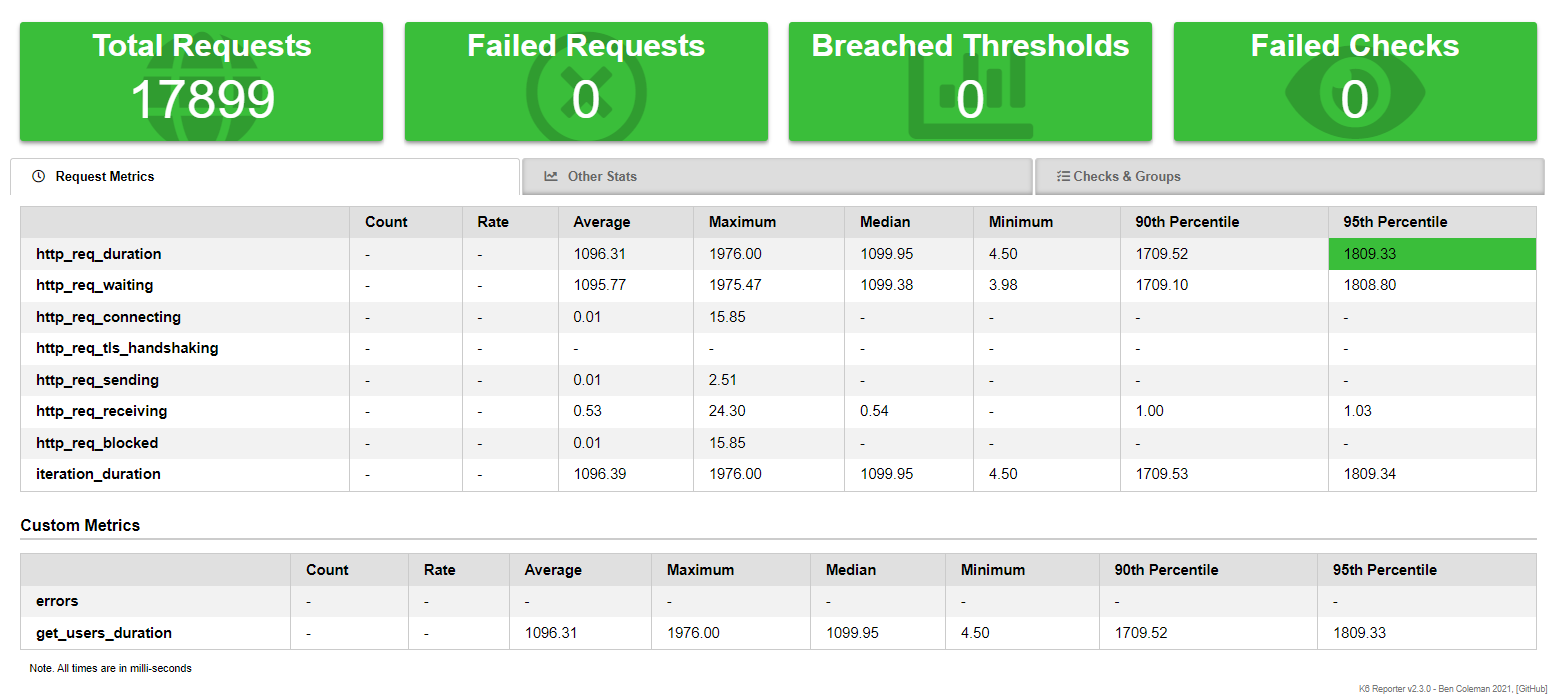 Total Requests Failed Requests Breached Thresholds Failed Checks
17899 0 0 0
Request Metrics Other Stats Checks & Groups
Count Rate Average Maximum Median Minimum 90th Percentile 95th Percentile
http_req_duration - - 1096.31 1976.00 1099.95 4.50 1709.52 1809.33
http_req_waiting - - 1095.77 1975.47 1099.38 3.98 1709.10 1808.80
http_req_connecting - - 0.01 15.85 - - - -
http_req_tls_handshaking - - - - - - - -
http_req_sending - - 0.01 2.51 - - - -
http_req_receiving - - 0.53 24.30 0.54 - 1.00 1.03
http_req_blocked - - 0.01 15.85 - - - -
iteration_duration - - 1096.39 1976.00 1099.95 4.50 1709.53 1809.34
Custom Metrics
Count Rate Average Maximum Median Minimum 90th Percentile 95th Percentile
errors - - - - - - - -
get_users_duration - - 1096.31 1976.00 1099.95 4.50 1709.52 1809.33
Note. All times are in milli-seconds
K6 Reporter v2.3.0 - Ben Coleman 2021, [GitHub]